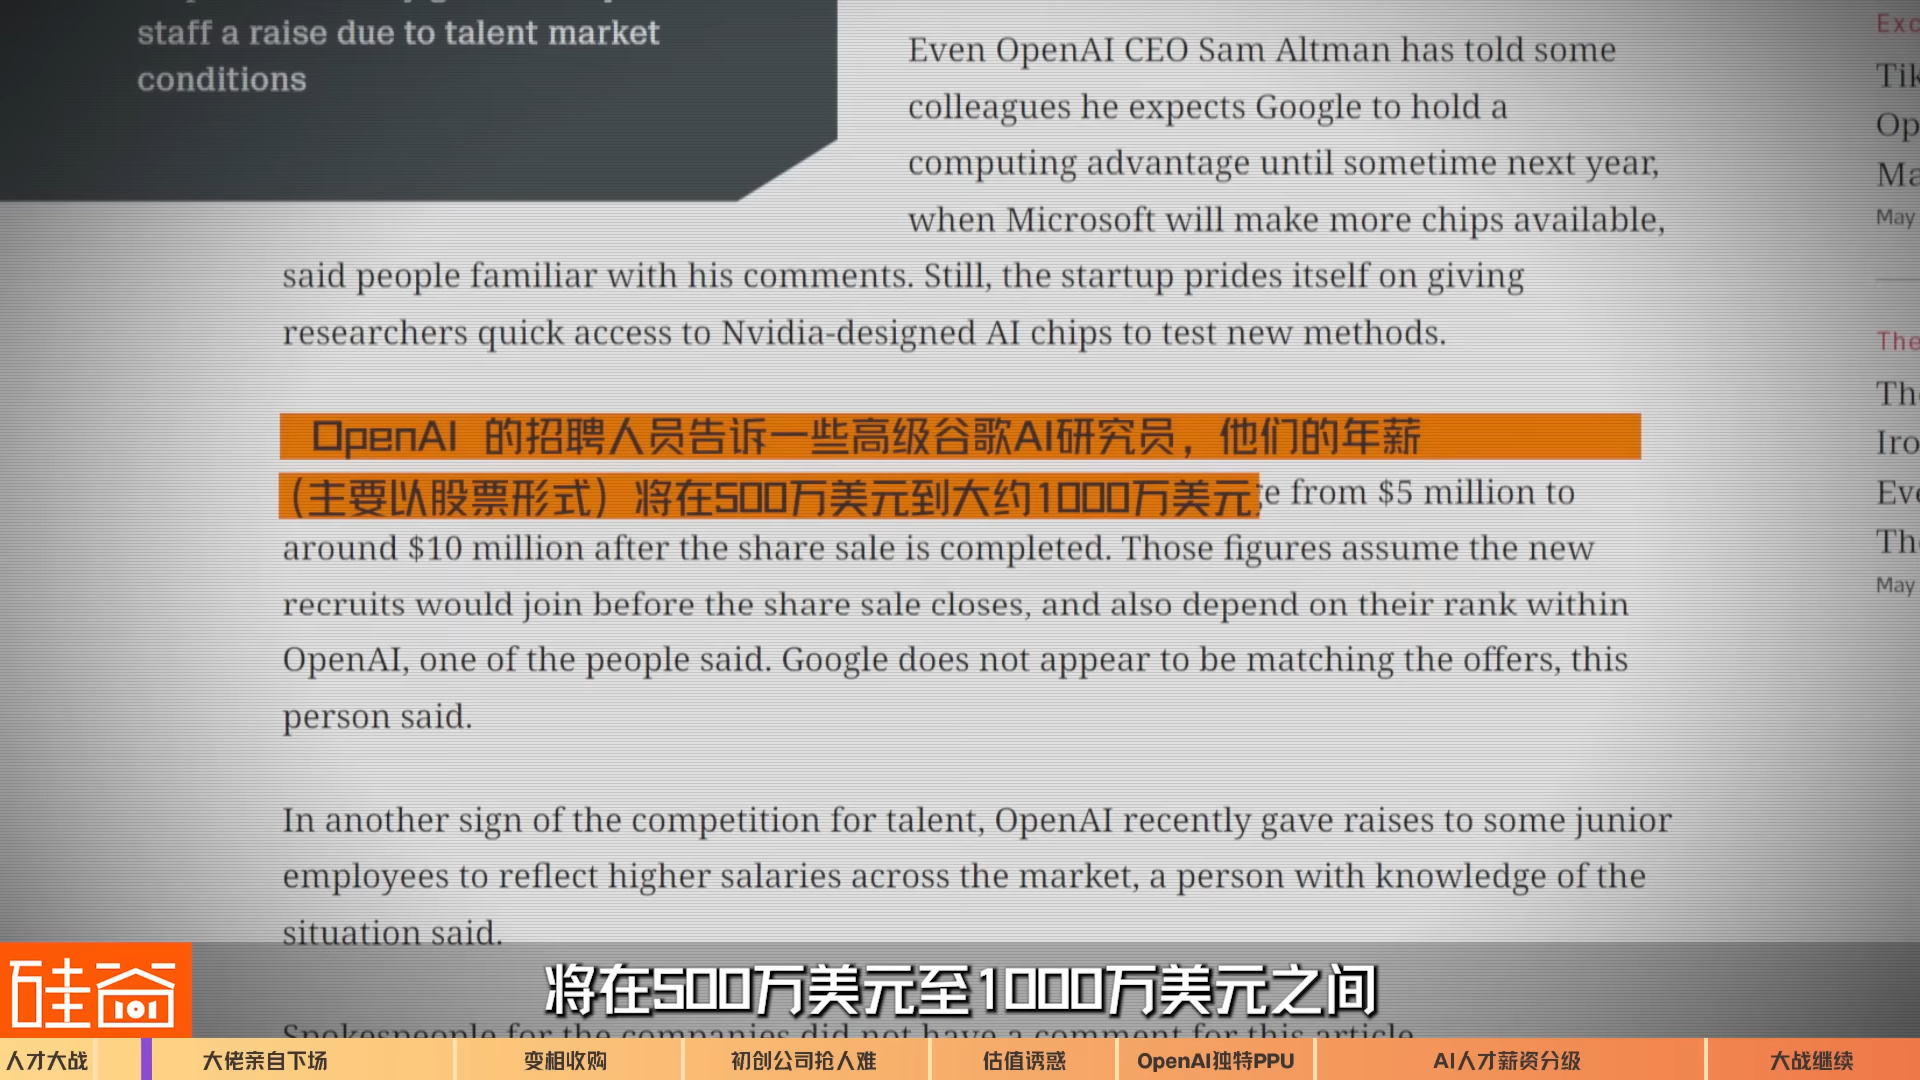 staff a raise due to talent market
conditions
Even OpenAI CEO Sam Altman has told some
colleagues he expects Google to hold a
computing advantage until sometime next year,
when Microsoft will make more chips available,
said people familiar with his comments. Still, the startup prides itself on giving
researchers quick access to Nvidia-designed AI chips to test new methods.
OpenAI 的招聘人员告诉一些高级谷歌AI研究员，他们的年薪
（主要以股票形式）将在500万美元到大约1000万美元 from $5 million to
around $10 million after the share sale is completed. Those figures assume the new
recruits would join before the share sale closes, and also depend on their rank within
OpenAI, one of the people said. Google does not appear to be matching the offers, this
person said.
In another sign of the competition for talent, OpenAI recently gave raises to some junior
employees to reflect higher salaries across the market, a person with knowledge of the
situation said.
Spokespeople for the companies did not have a comment for this article.
May
The
May
硅谷
101
将在500万美元至1000万美元之间
人才大战
大佬亲自下场
变相收购
初创公司抢人难
估值诱惑
OpenAI独特PPU
AI人才薪资分级
大战继续